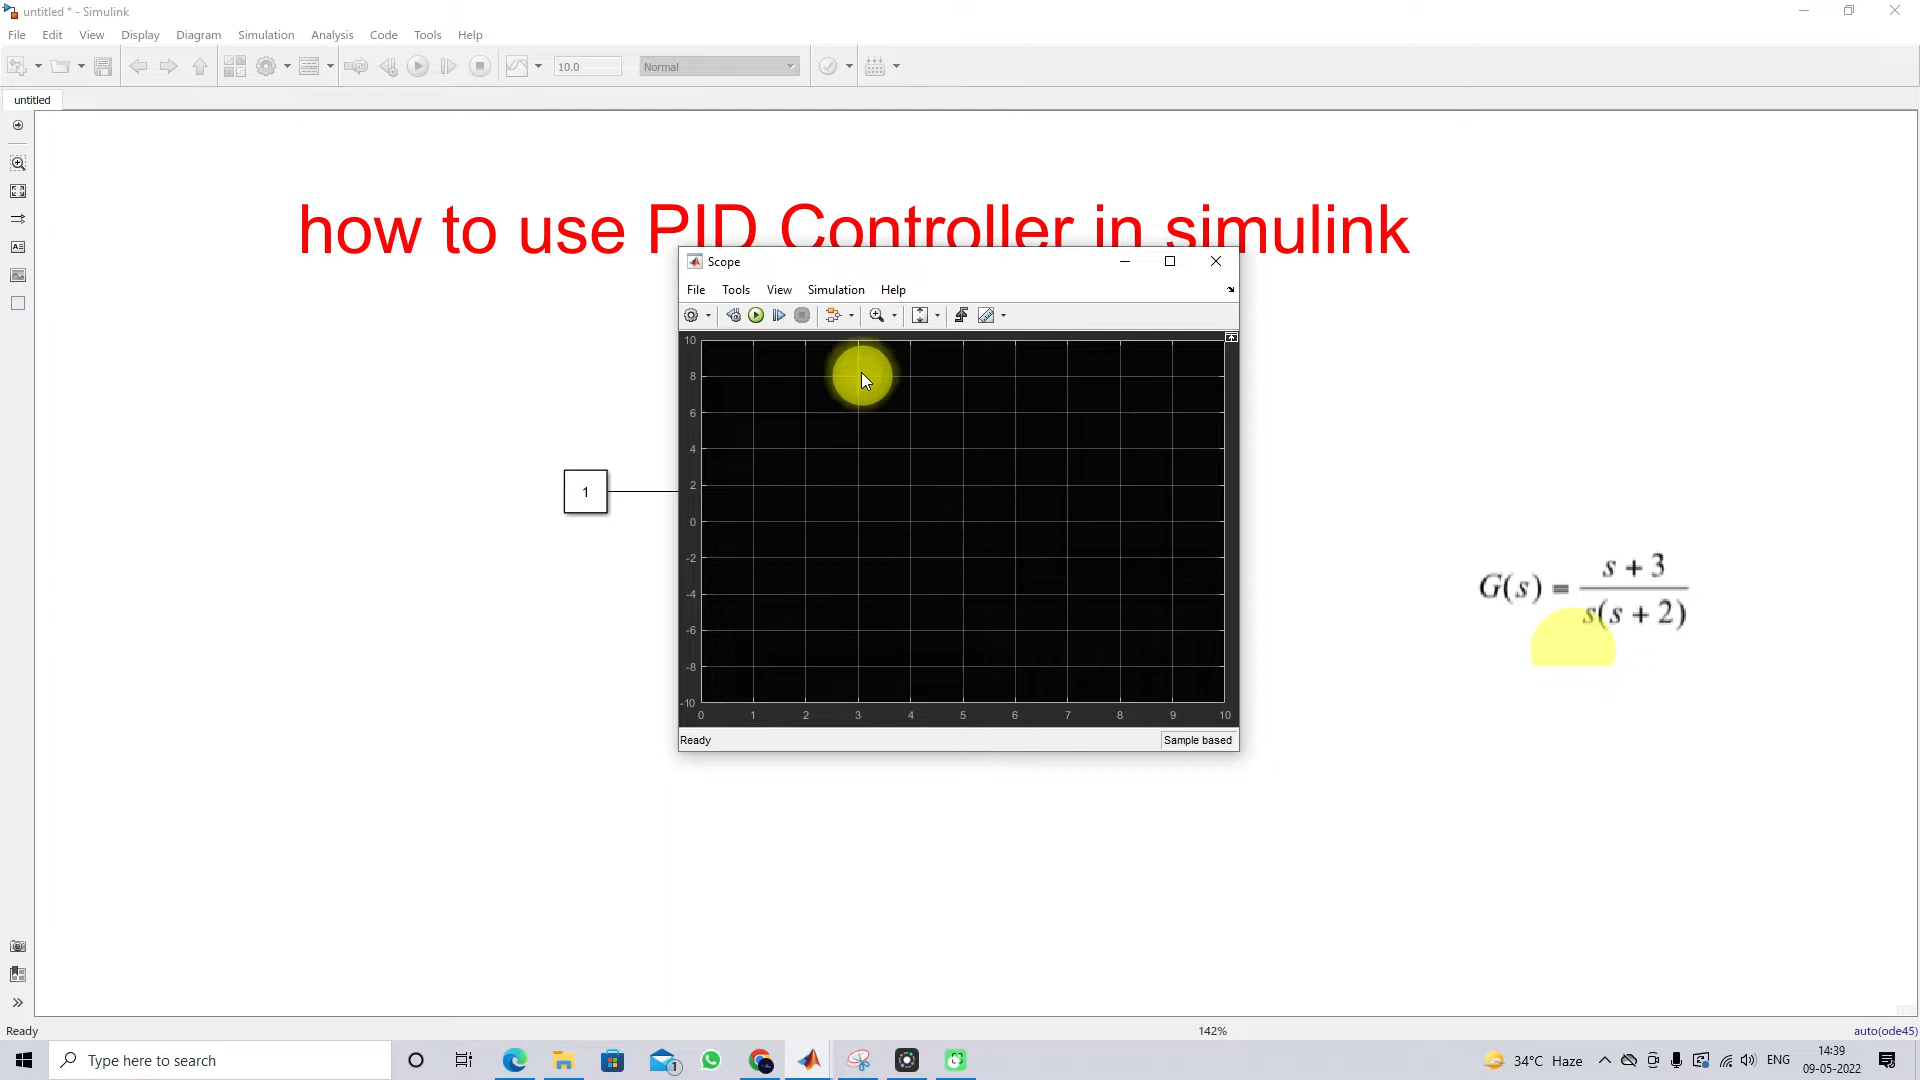 untitled * - Simulink
File Edit View Display Diagram Simulation Analysis Code Tools Help
10.0 Normal
untitled
how to use PID Controller in simulink
Scope
File Tools View Simulation Help
10
8
6
4
2
0
-2
-4
-6
-8
-10
0 1 2 3 4 5 6 7 8 9 10
Ready Sample based
1
G(s) = s + 3
s(s + 2)
Ready 142% auto(ode45)
Type here to search
1
34°C Haze ENG 14:39
09-05-2022